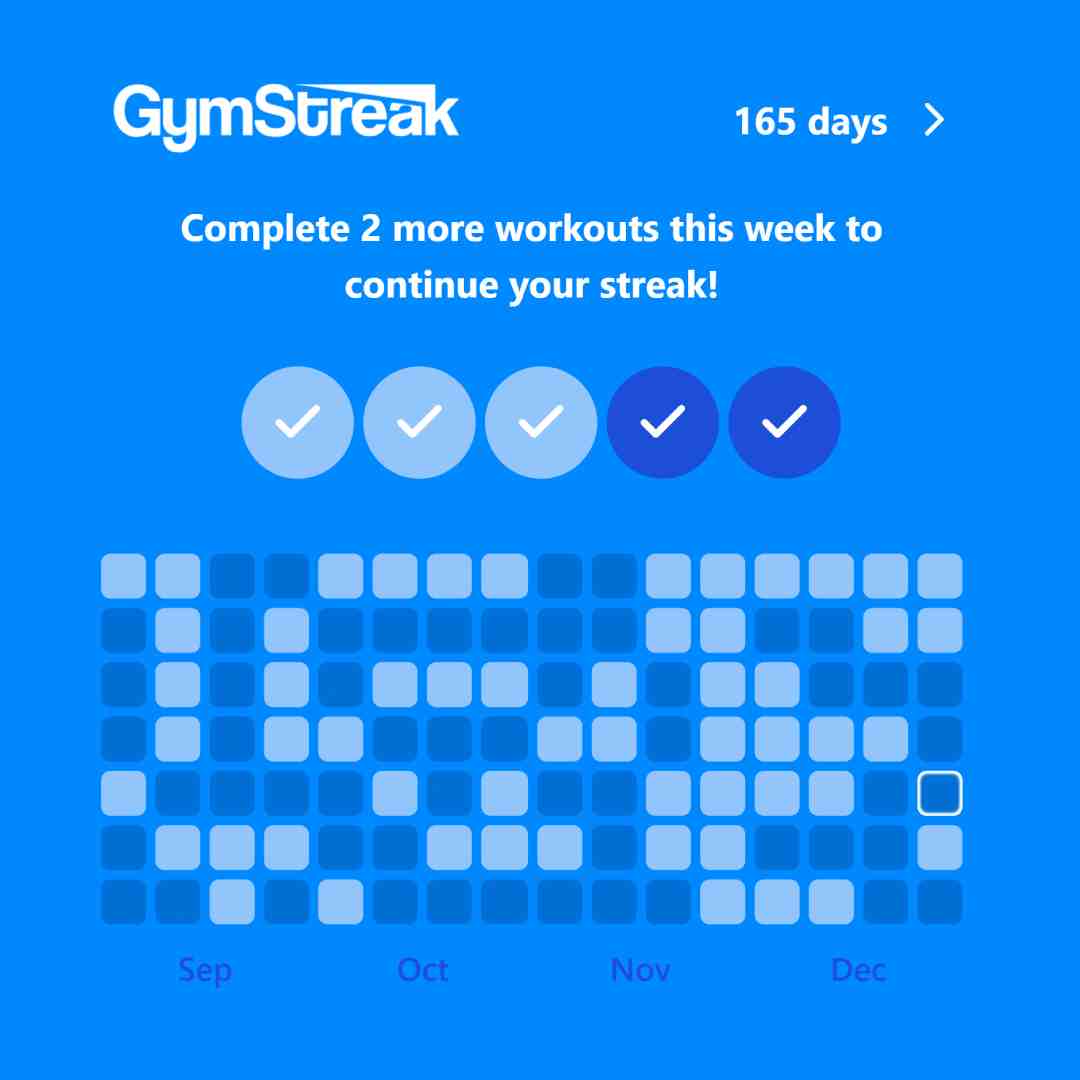 GymStreak
165 days
Complete 2 more workouts this week to
continue your streak!
Sep Oct Nov Dec